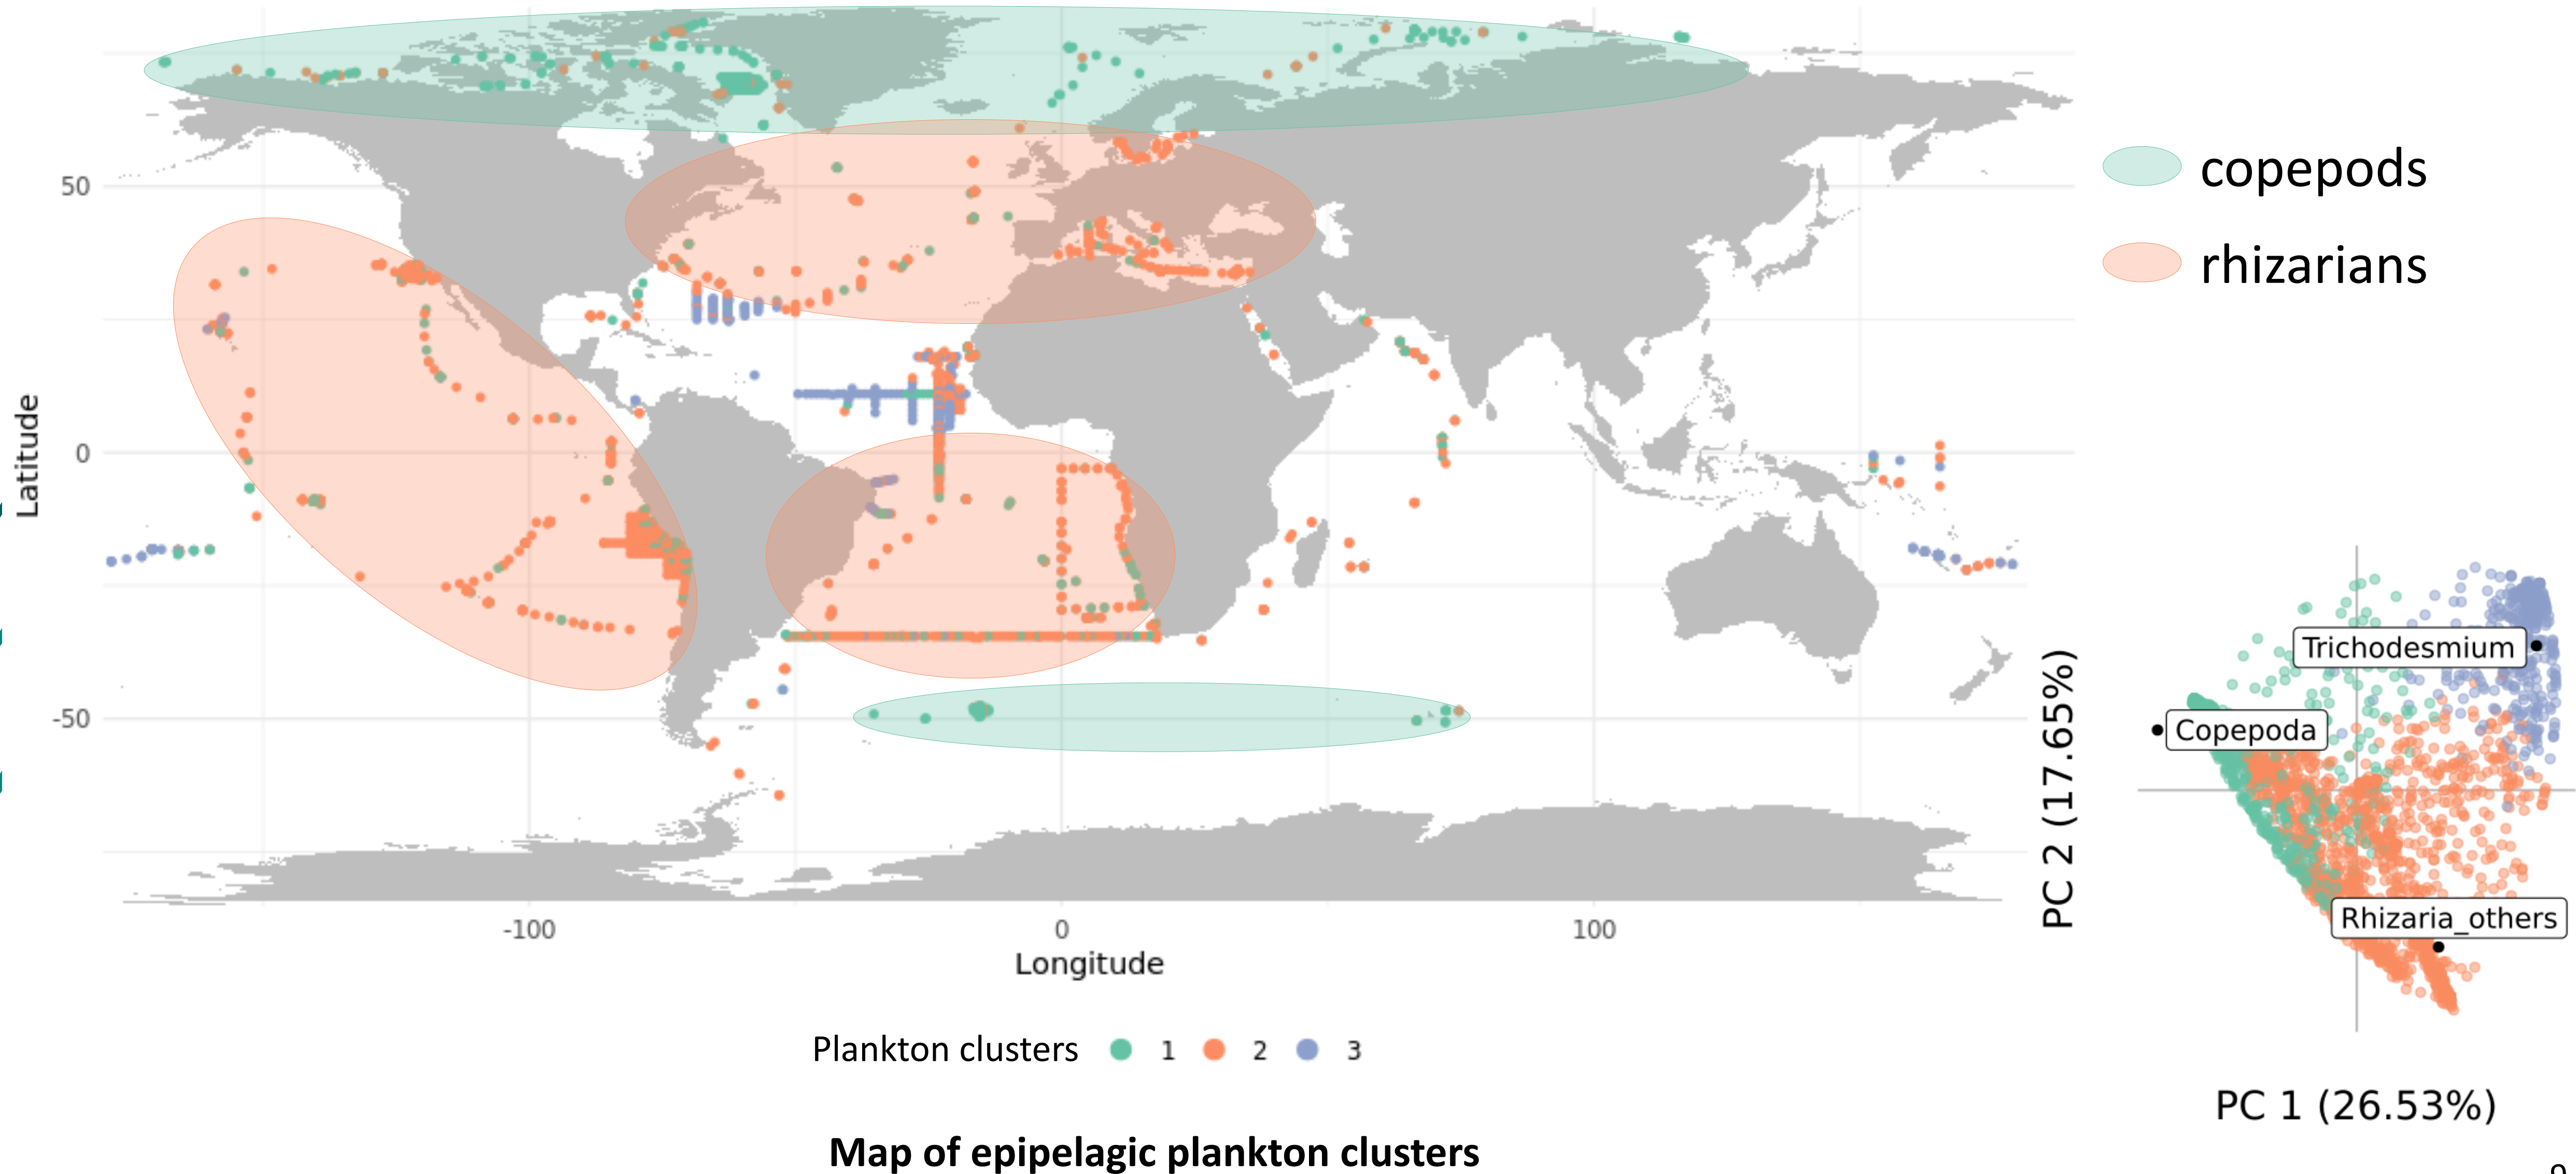 50
0
-50
Latitude
-100
0
100
Longitude
Plankton clusters 1 2 3
Map of epipelagic plankton clusters
copepods
rhizarians
Trichodesmium
Copepoda
Rhizaria_others
PC 2 (17.65%)
PC 1 (26.53%)